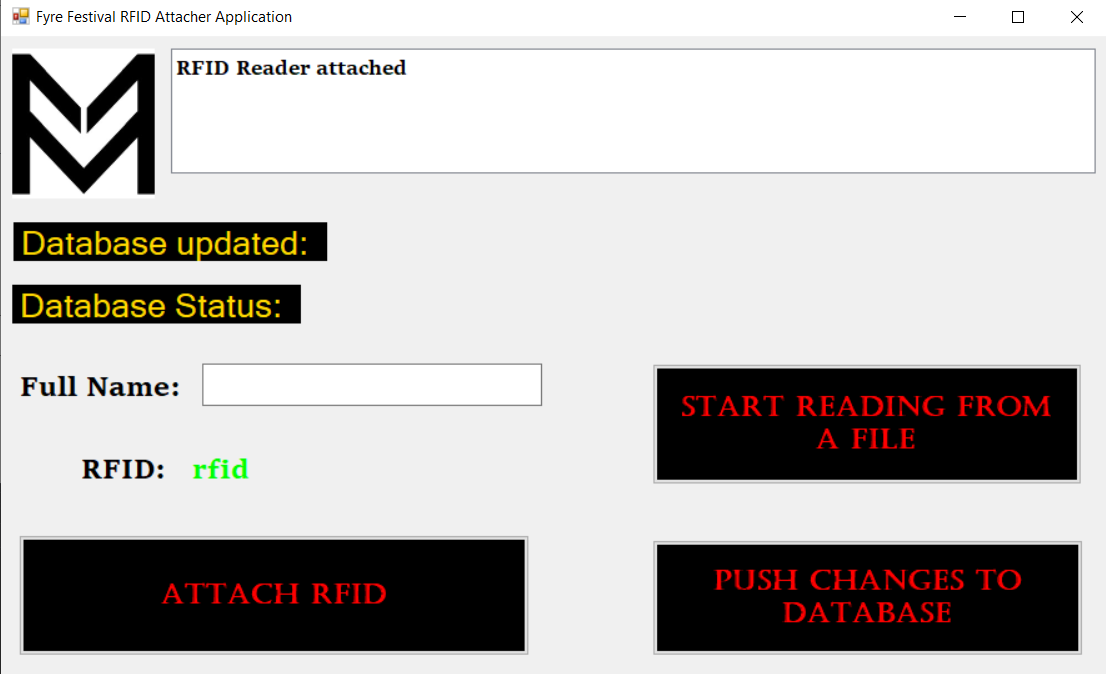 Fyre Festival RFID Attacher Application
RFID Reader attached
Database updated:
Database Status:
Full Name:
RFID: rfid
START READING FROM
A FILE
ATTACH RFID
PUSH CHANGES TO
DATABASE